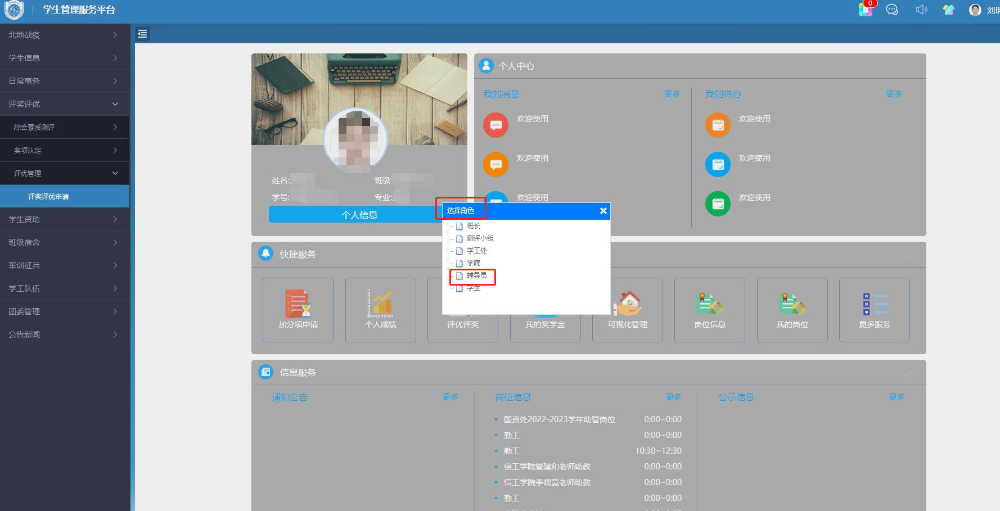 学生管理服务平台
0
北地战疫
学生信息
日常事务
评奖评优
综合素质测评
奖项认定
评优管理
评奖评优申请
学生资助
班级宿舍
军训征兵
学工队伍
团委管理
公告新闻
姓名:
班级
学号:
专业:
个人信息
个人中心
我的消息
更多
欢迎使用
欢迎使用
欢迎使用
我的待办
更多
欢迎使用
欢迎使用
欢迎使用
选择角色
班长
测评小组
学工处
学院
辅导员
学生
快捷服务
加分项申请
个人成绩
评优评奖
我的奖学金
可视化管理
岗位信息
我的岗位
更多服务
信息服务
通知公告
更多
岗位信息
更多
国资处2022-2023学年助管岗位 0:00~0:00
勤工 0:00~0:00
勤工 10:30~12:30
信工学院管建和老师助教 0:00~0:00
信工学院季晓慧老师助教 0:00~0:00
勤工 0:00~0:00
公示信息
更多